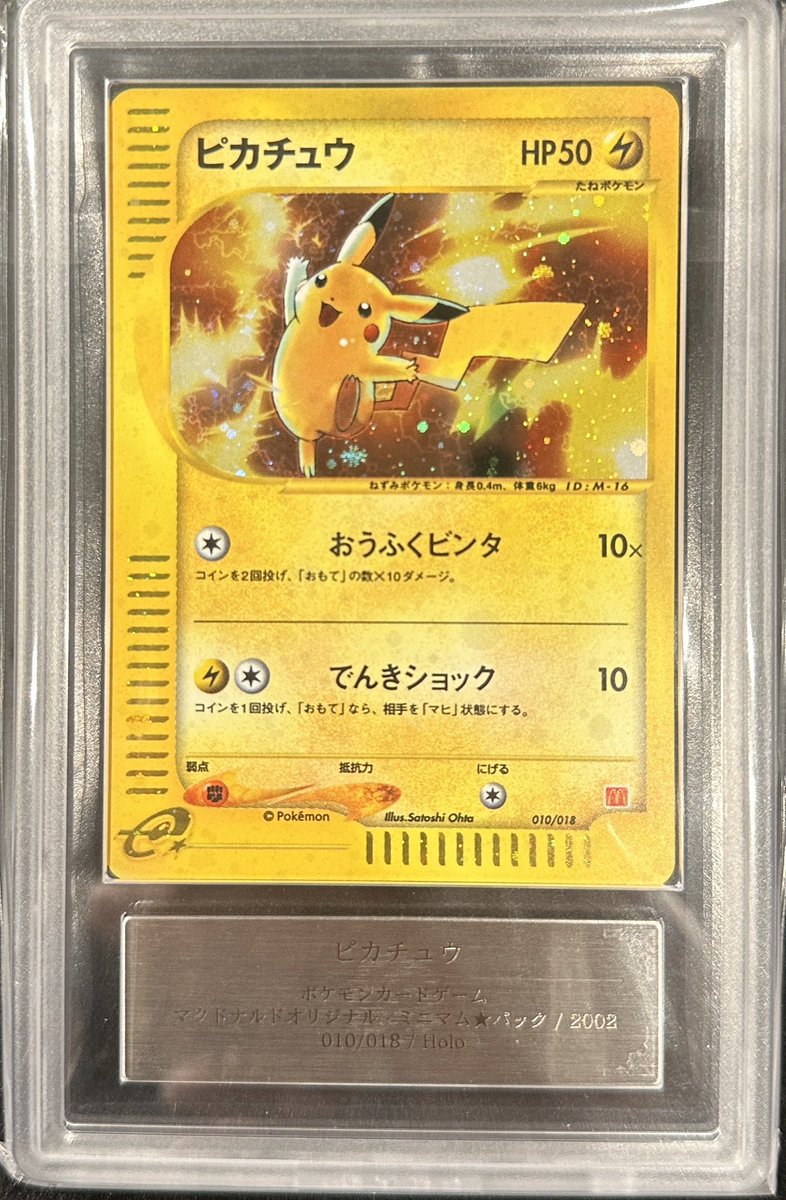 ピカチュウ HP50
たねポケモン
ねずみポケモン:身長0.4m、体重6kg ID:M-16
おうふくビンタ 10×
コインを2回投げ、「おもて」の数×10ダメージ。
でんきショック 10
コインを1回投げ、「おもて」なら、相手を「マヒ」状態にする。
弱点 抵抗力 にげる
©Pokémon Illus.Satoshi Ohta 010/018
e
ピカチュウ
ポケモンカードゲーム
マクドナルドオリジナル・ミニマム★パック / 2002
010/018 / Holo